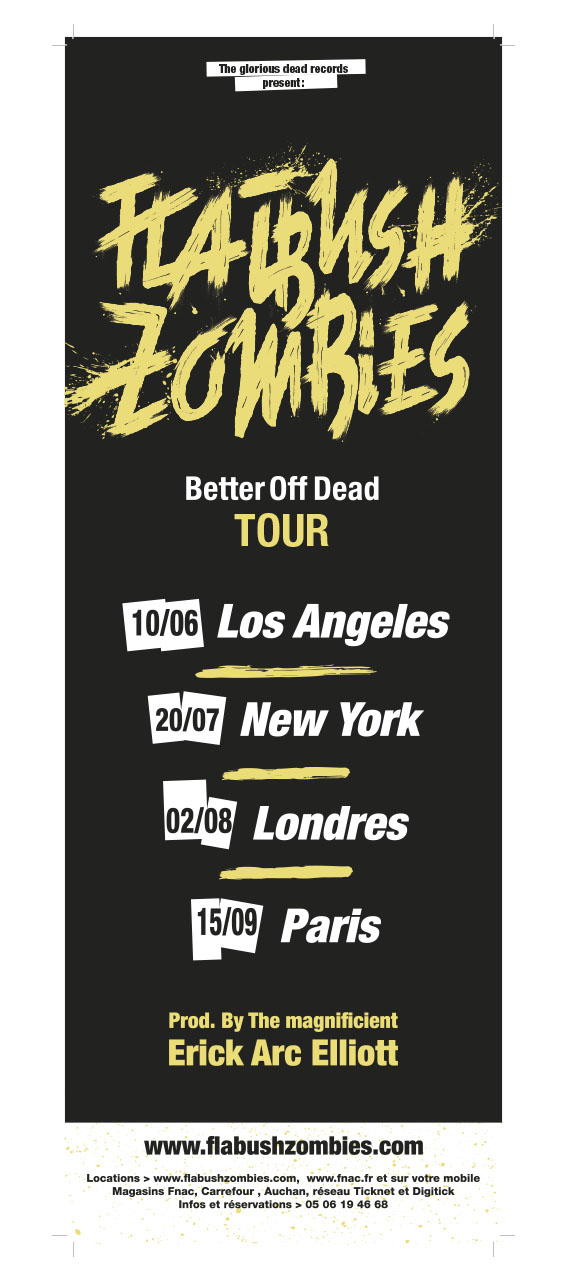 The glorious dead records
present:
FLATBUSH
ZOMBiES
Better Off Dead
TOUR
10/06 Los Angeles
20/07 New York
02/08 Londres
15/09 Paris
Prod. By The magnificient
Erick Arc Elliott
www.flabushzombies.com
Locations > www.flabushzombies.com, www.fnac.fr et sur votre mobile
Magasins Fnac, Carrefour , Auchan, réseau Ticknet et Digitick
Infos et réservations > 05 06 19 46 68